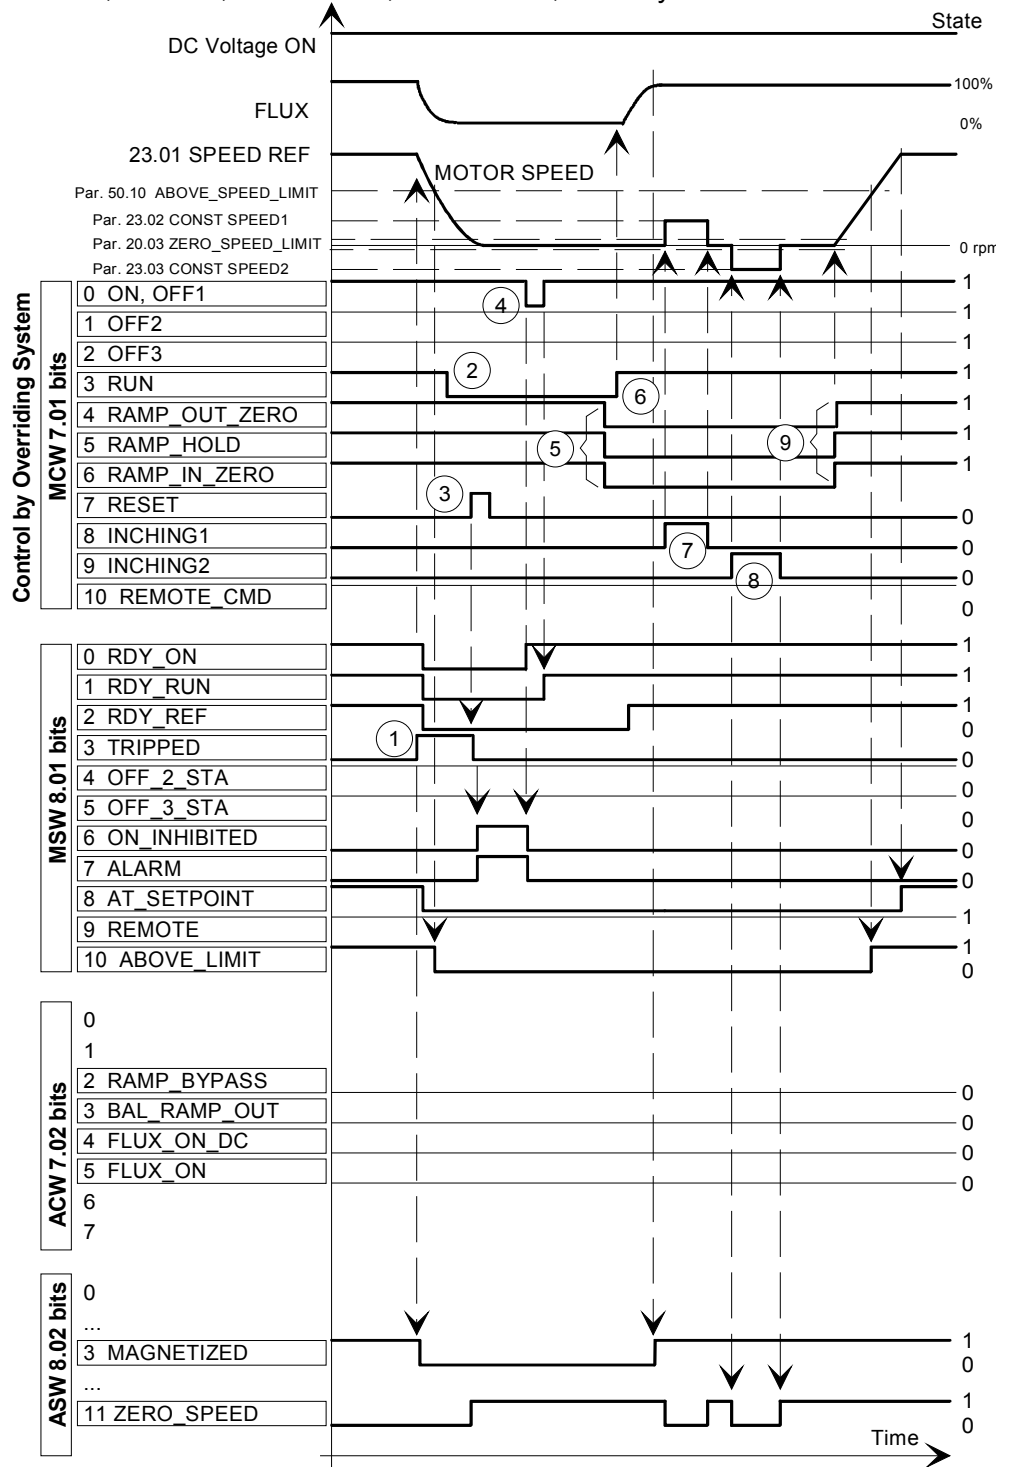 State
DC Voltage ON
100%
FLUX
0%
23.01 SPEED REF
MOTOR SPEED
Par. 50.10 ABOVE_SPEED_LIMIT
Par. 23.02 CONST SPEED1
Par. 20.03 ZERO_SPEED_LIMIT
0 rpm
Par. 23.03 CONST SPEED2
Control by Overriding System
MCW 7.01 bits
0 ON, OFF1
4
1
1 OFF2
1
2 OFF3
1
3 RUN
2
6
1
4 RAMP_OUT_ZERO
1
5 RAMP_HOLD
5
9
1
6 RAMP_IN_ZERO
1
7 RESET
3
0
8 INCHING1
7
0
9 INCHING2
8
0
10 REMOTE_CMD
0
MSW 8.01 bits
0 RDY_ON
1
1 RDY_RUN
1
2 RDY_REF
1
0
3 TRIPPED
1
0
4 OFF_2_STA
0
5 OFF_3_STA
0
6 ON_INHIBITED
0
7 ALARM
0
8 AT_SETPOINT
1
9 REMOTE
1
10 ABOVE_LIMIT
0
ACW 7.02 bits
0
1
2 RAMP_BYPASS
0
3 BAL_RAMP_OUT
0
4 FLUX_ON_DC
0
5 FLUX_ON
0
6
7
ASW 8.02 bits
0
...
3 MAGNETIZED
1
0
...
11 ZERO_SPEED
1
0
Time